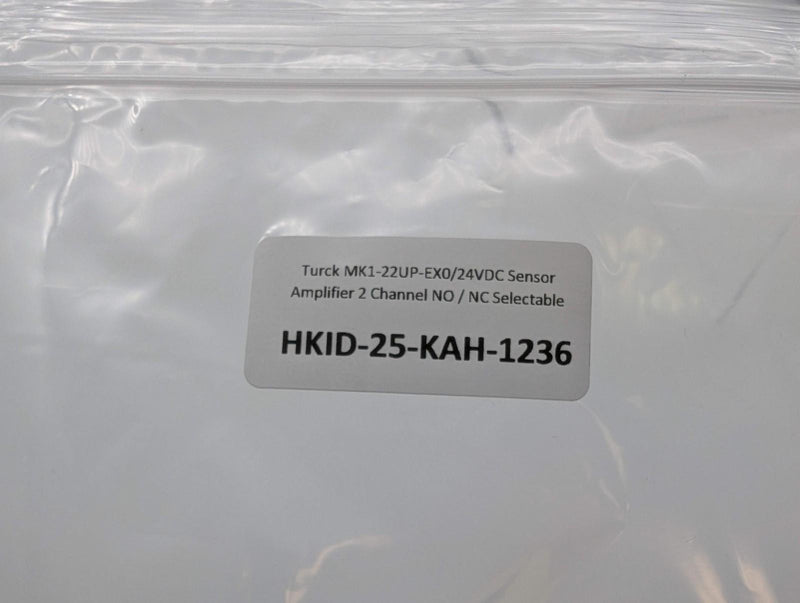 Turck MK1-22UP-EX0/24VDC Sensor
Amplifier 2 Channel NO / NC Selectable
HKID-25-KAH-1236